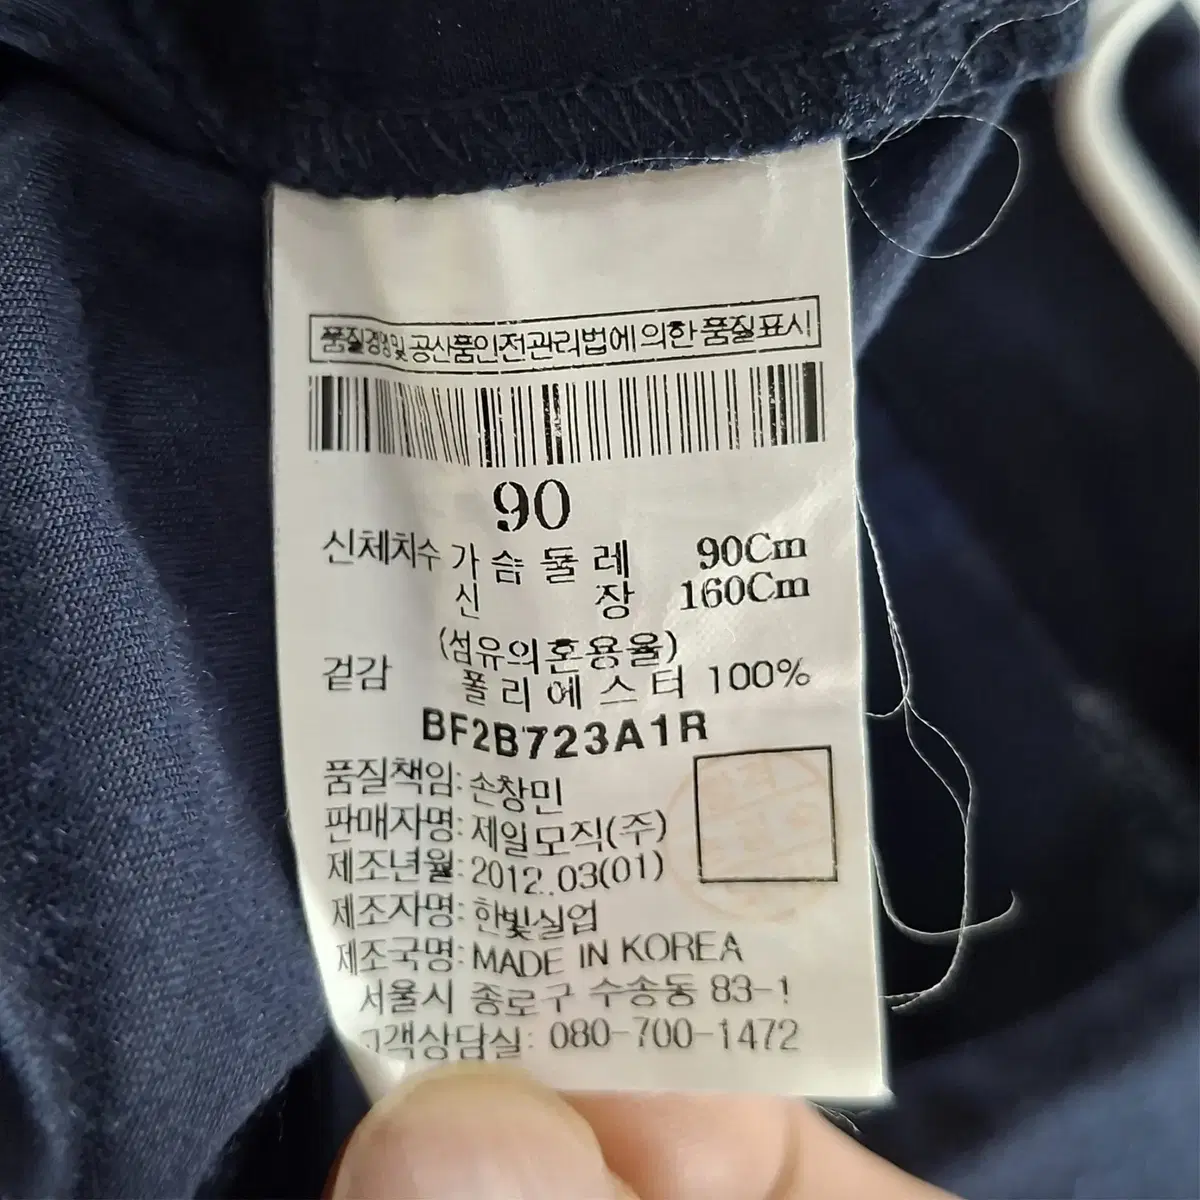 품질경영및 공산품안전관리법에 의한 품질표시
90
신체치수 가슴둘레 90Cm
신장 160Cm
(섬유의혼용율)
겉감 폴리에스터 100%
BF2B723A1R
품질책임: 손창민
판매자명: 제일모직(주)
제조년월: 2012.03(01)
제조자명: 한빛실업
제조국명: MADE IN KOREA
서울시 종로구 수송동 83-1
고객상담실: 080-700-1472